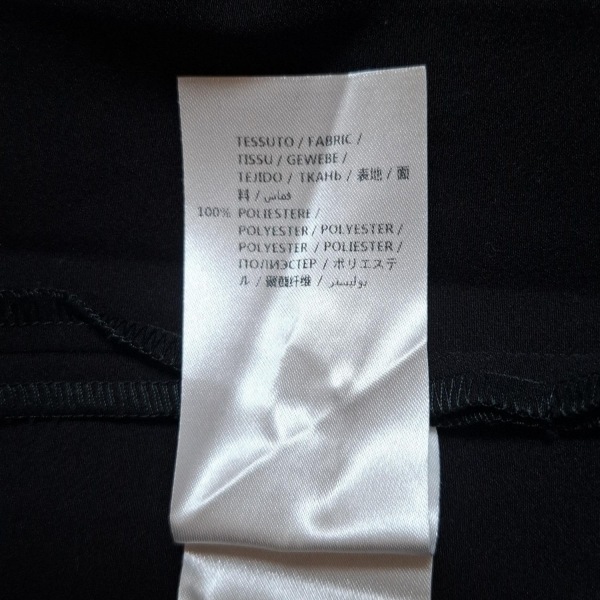 TESSUTO / FABRIC /
TISSU / GEWEBE /
TEJIDO / ТКАНЬ / 表地 / 面
料 / قماش
100% POLIESTERE /
POLYESTER / POLYESTER /
POLYESTER / POLIESTER /
ПОЛИЭСТЕР / ポリエステ
ル / 聚酯纤维 / بوليستر